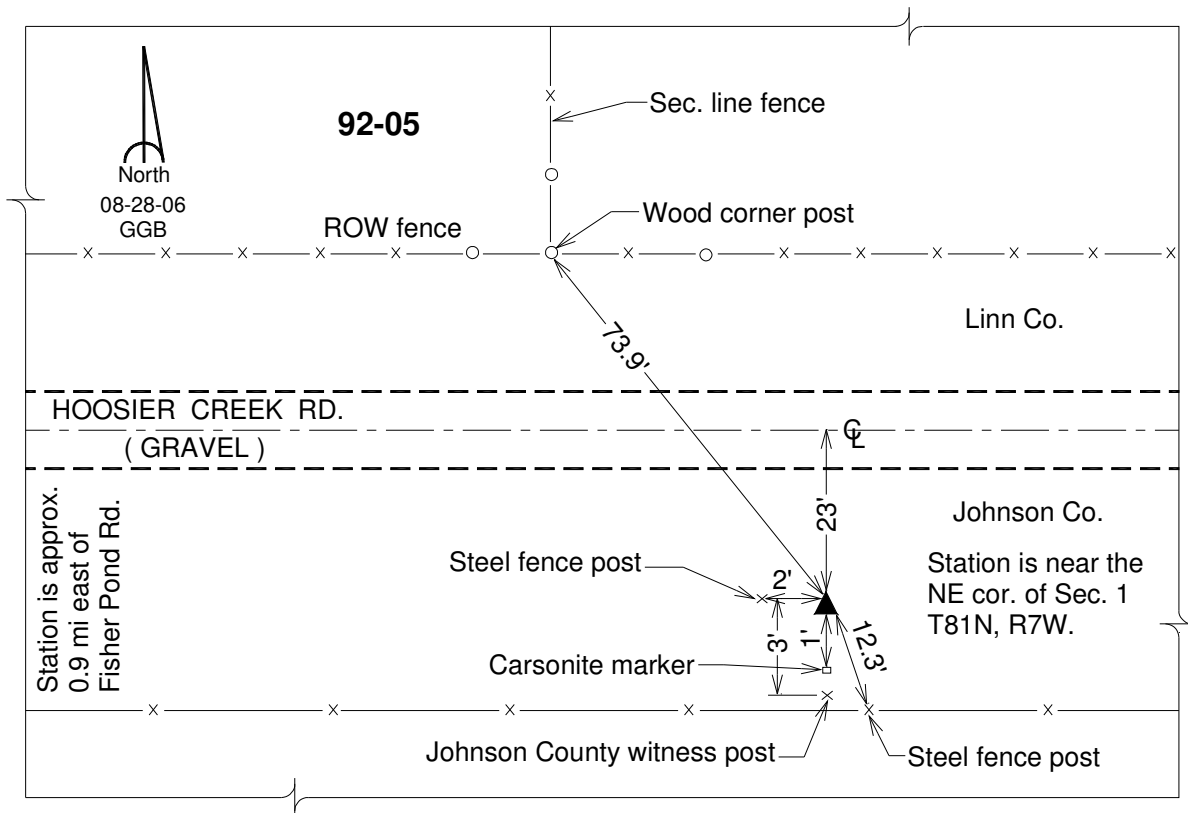 Sec. line fence
92-05
North
08-28-06
GGB
Wood corner post
ROW fence
Linn Co.
73.9'
HOOSIER CREEK RD.
( GRAVEL )
CL
23'
Station is approx.
0.9 mi east of
Fisher Pond Rd.
Johnson Co.
Station is near the
NE cor. of Sec. 1
T81N, R7W.
Steel fence post
2'
3'
1'
12.3'
Carsonite marker
Johnson County witness post
Steel fence post